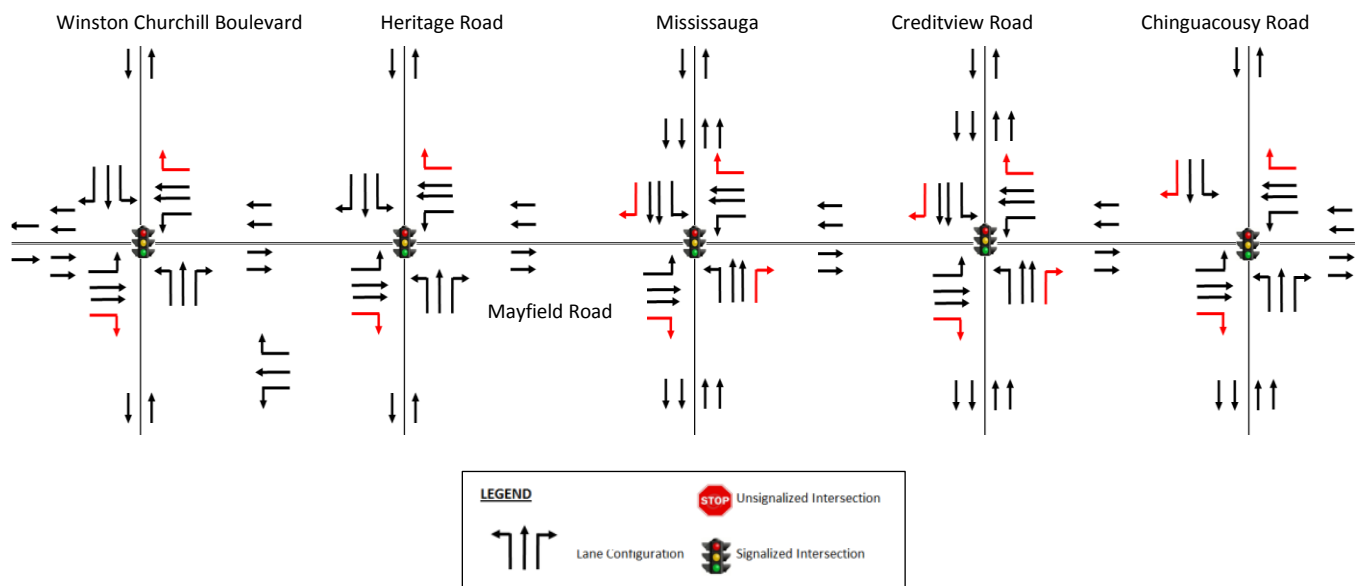 Winston Churchill Boulevard
Heritage Road
Mississauga
Creditview Road
Chinguacousy Road
Mayfield Road
LEGEND
STOP
Unsignalized Intersection
Lane Configuration
Signalized Intersection